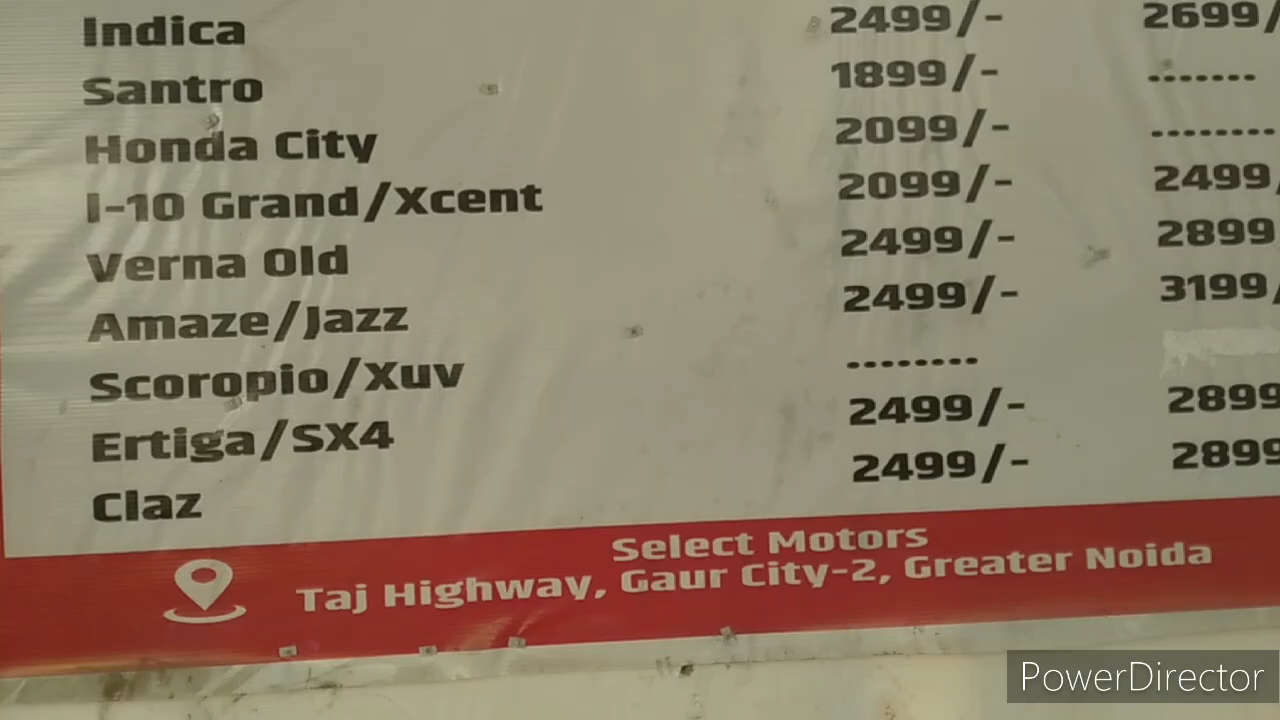 Indica 2499/- 2699/
Santro 1899/- .......
Honda City 2099/- ........
I-10 Grand/Xcent 2099/- 2499/
Verna Old 2499/- 2899
Amaze/Jazz 2499/- 3199/
Scoropio/Xuv ........
Ertiga/SX4 2499/- 2899
Claz 2499/- 2899
Select Motors
Taj Highway, Gaur City-2, Greater Noida
PowerDirector